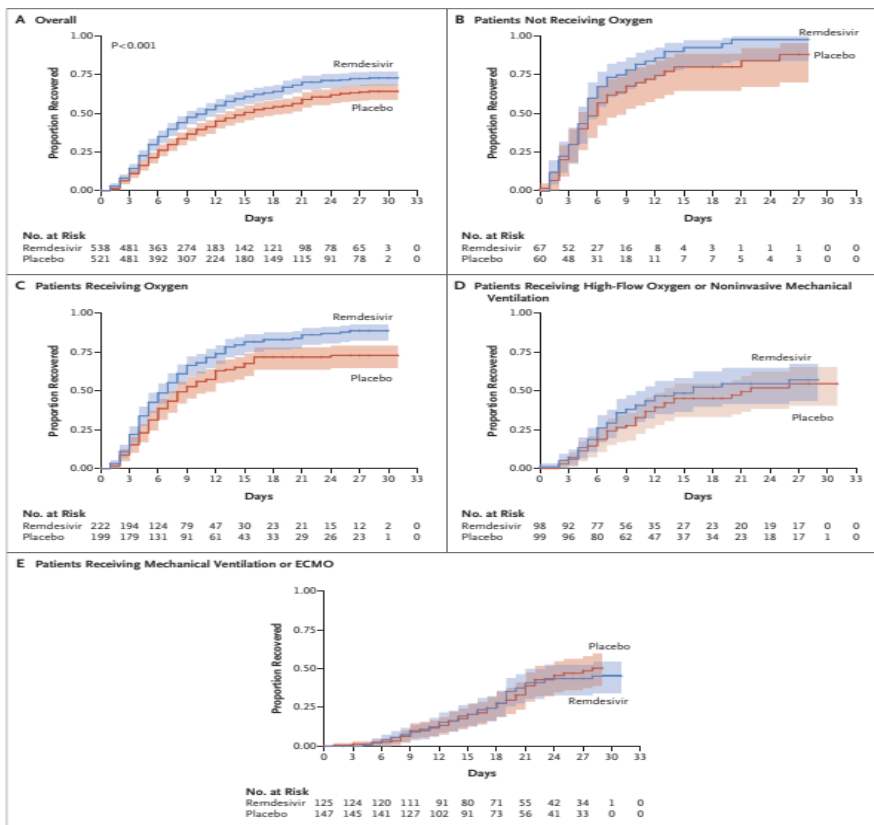 A Overall
1.00
P<0.001
Remdesivir
0.75
0.50
Placebo
0.25
0.00
Proportion Recovered
0 3 6 9 12 15 18 21 24 27 30 33
Days
No. at Risk
Remdesivir 538 481 363 274 183 142 121 98 78 65 3 0
Placebo 521 481 392 307 224 180 149 115 91 78 2 0
B Patients Not Receiving Oxygen
1.00
Remdesivir
Placebo
0.75
0.50
0.25
0.00
Proportion Recovered
0 3 6 9 12 15 18 21 24 27 30 33
Days
No. at Risk
Remdesivir 67 52 27 16 8 4 3 1 1 1 0 0
Placebo 60 48 31 18 11 7 7 5 4 3 0 0
C Patients Receiving Oxygen
1.00
Remdesivir
0.75
Placebo
0.50
0.25
0.00
Proportion Recovered
0 3 6 9 12 15 18 21 24 27 30 33
Days
No. at Risk
Remdesivir 222 194 124 79 47 30 23 21 15 12 2 0
Placebo 199 179 131 91 61 43 33 29 26 23 1 0
D Patients Receiving High-Flow Oxygen or Noninvasive Mechanical
Ventilation
1.00
0.75
Remdesivir
0.50
Placebo
0.25
0.00
Proportion Recovered
0 3 6 9 12 15 18 21 24 27 30 33
Days
No. at Risk
Remdesivir 98 92 77 56 35 27 23 20 19 17 0 0
Placebo 99 96 80 62 47 37 34 23 18 17 1 0
E Patients Receiving Mechanical Ventilation or ECMO
1.00
0.75
Placebo
0.50
Remdesivir
0.25
0.00
Proportion Recovered
0 3 6 9 12 15 18 21 24 27 30 33
Days
No. at Risk
Remdesivir 125 124 120 111 91 80 71 55 42 34 1 0
Placebo 147 145 141 127 102 91 73 56 41 33 0 0